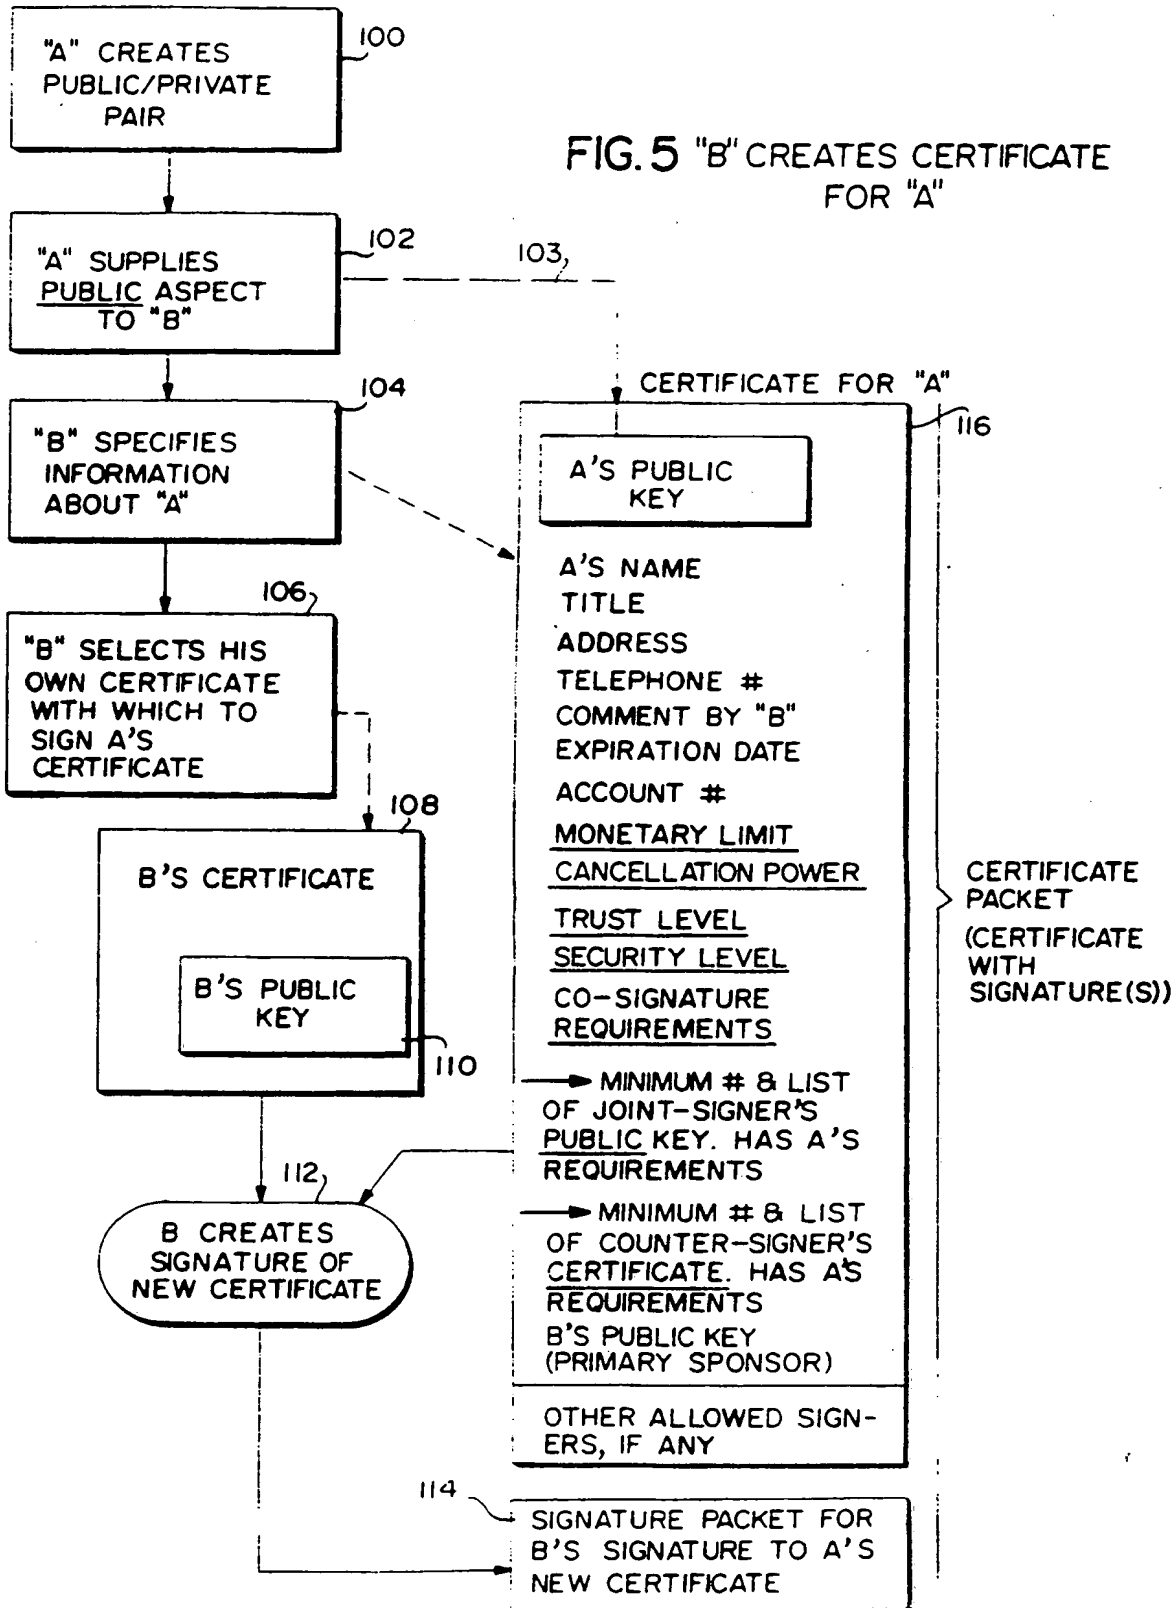 "A" CREATES
PUBLIC/PRIVATE
PAIR
100
FIG. 5 "B" CREATES CERTIFICATE
FOR "A"
"A" SUPPLIES
PUBLIC ASPECT
TO "B"
102
103
"B" SPECIFIES
INFORMATION
ABOUT "A"
104
"B" SELECTS HIS
OWN CERTIFICATE
WITH WHICH TO
SIGN A'S
CERTIFICATE
106
B'S CERTIFICATE
108
B'S PUBLIC
KEY
110
B CREATES
SIGNATURE OF
NEW CERTIFICATE
112
CERTIFICATE FOR "A"
116
A'S PUBLIC
KEY
A'S NAME
TITLE
ADDRESS
TELEPHONE #
COMMENT BY "B"
EXPIRATION DATE
ACCOUNT #
MONETARY LIMIT
CANCELLATION POWER
TRUST LEVEL
SECURITY LEVEL
CO-SIGNATURE
REQUIREMENTS
MINIMUM # & LIST
OF JOINT-SIGNER'S
PUBLIC KEY. HAS A'S
REQUIREMENTS
MINIMUM # & LIST
OF COUNTER-SIGNER'S
CERTIFICATE. HAS A'S
REQUIREMENTS
B'S PUBLIC KEY
(PRIMARY SPONSOR)
OTHER ALLOWED SIGN-
ERS, IF ANY
CERTIFICATE
PACKET
(CERTIFICATE
WITH
SIGNATURE(S))
114
SIGNATURE PACKET FOR
B'S SIGNATURE TO A'S
NEW CERTIFICATE